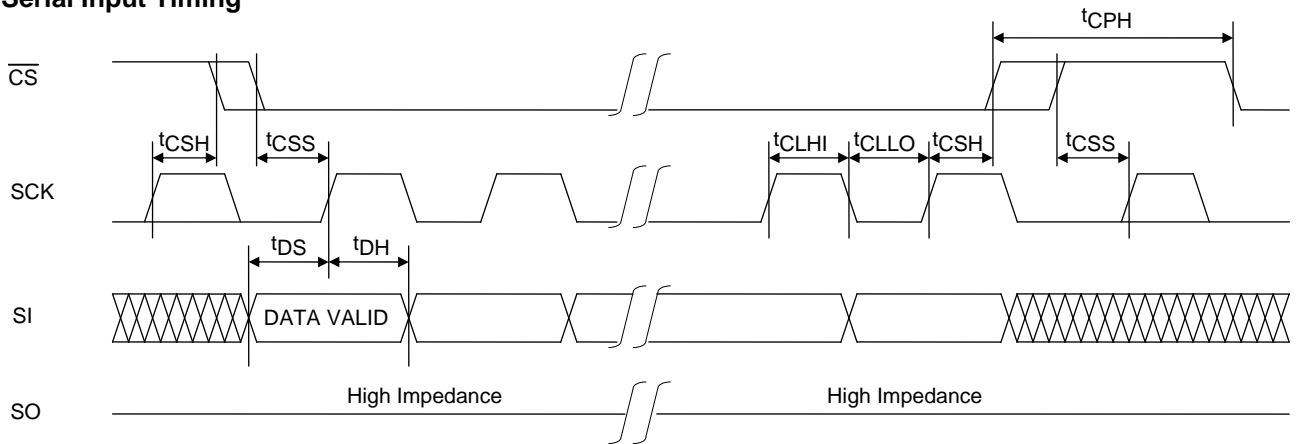 Serial Input Timing
tCPH
CS
tCSH
tCSS
tCLHI
tCLLO
tCSH
tCSS
SCK
tDS
tDH
SI
DATA VALID
High Impedance
High Impedance
SO